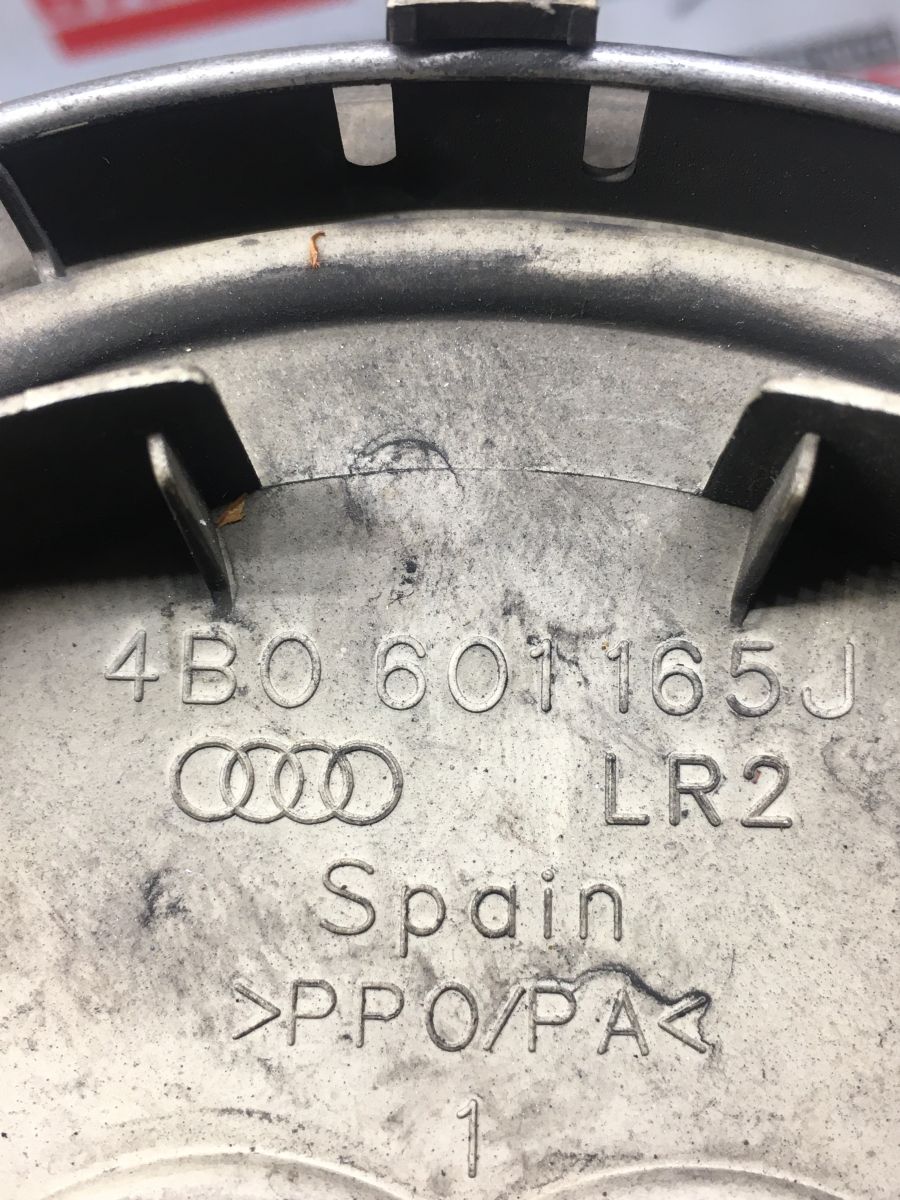 4B0 601 165J
LR2
Spain
>PPO/PA<
1